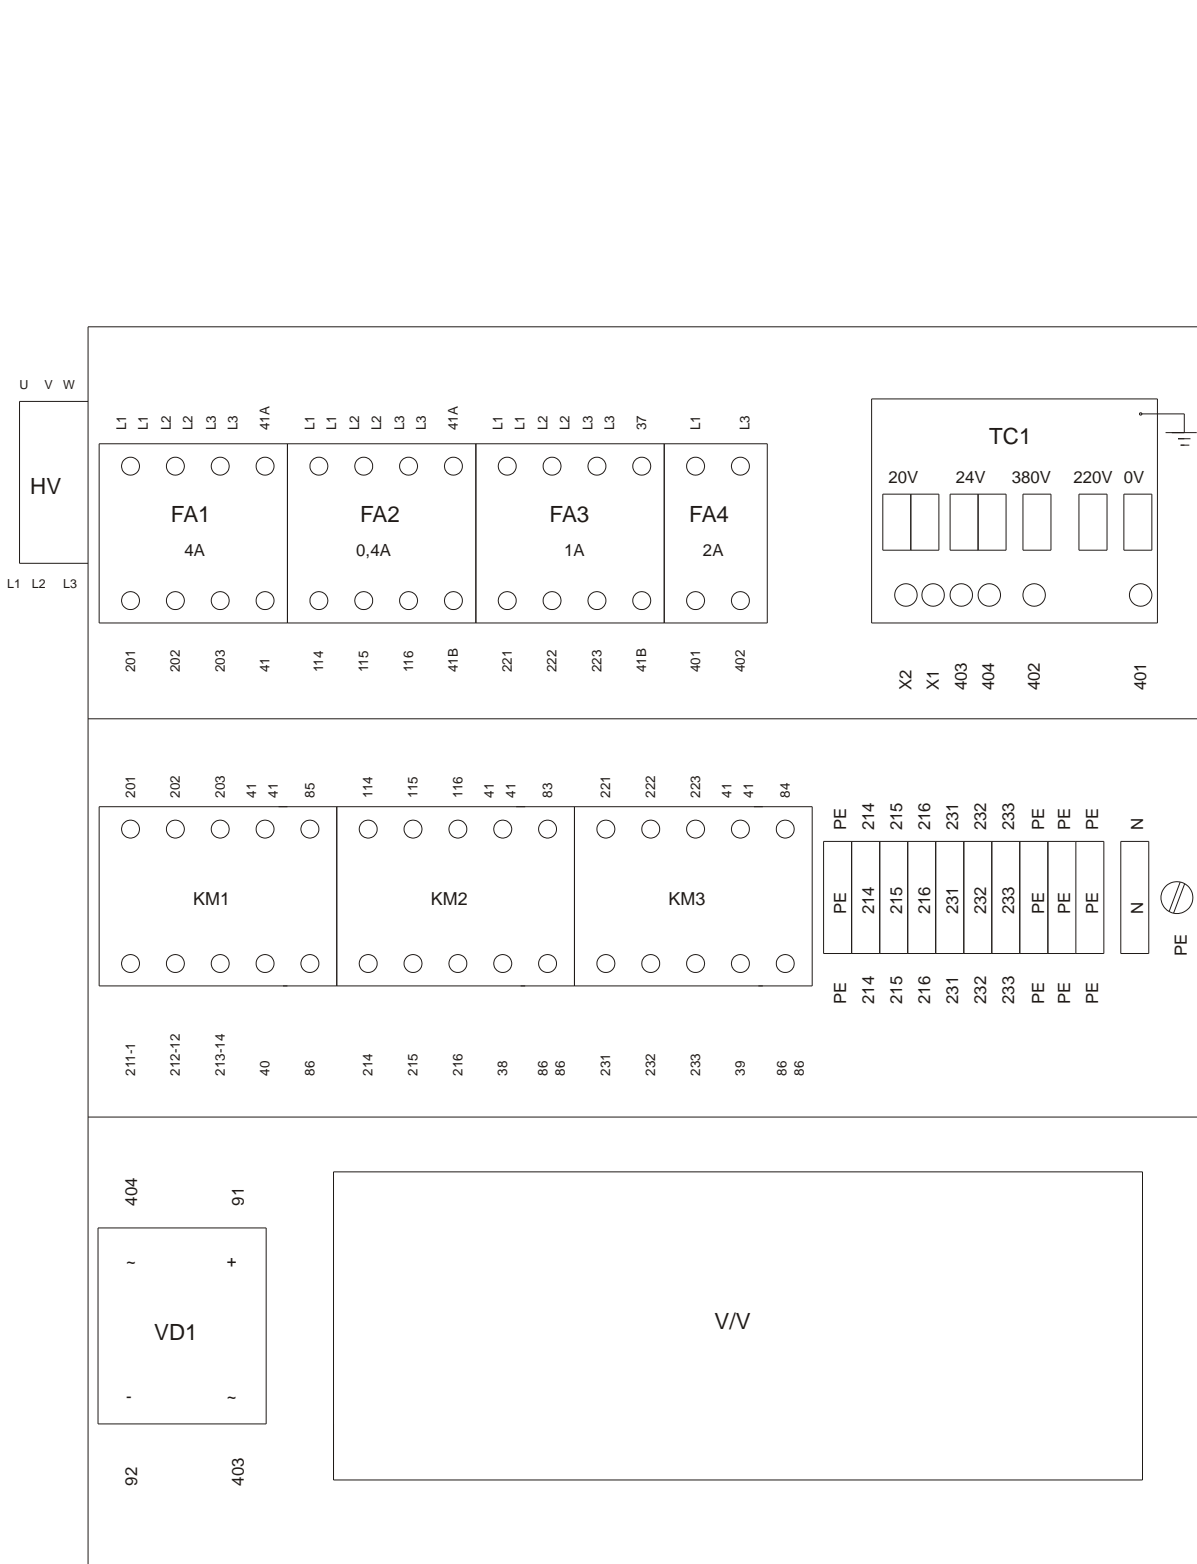 U V W
HV
L1 L2 L3
L1 L1 L2 L2 L3 L3 41A
L1 L1 L2 L2 L3 L3 41A
L1 L1 L2 L2 L3 L3 37
L1 L3
FA1
4A
FA2
0,4A
FA3
1A
FA4
2A
201 202 203 41
114 115 116 41B
221 222 223 41B
401 402
TC1
20V 24V 380V 220V 0V
X2 X1 403 404 402 401
201 202 203 41 41 85
114 115 116 41 41 83
221 222 223 41 41 84
KM1
KM2
KM3
211-1 212-12 213-14 40 86
214 215 216 38 86 86
231 232 233 39 86 86
PE 214 215 216 231 232 233 PE PE PE N
PE 214 215 216 231 232 233 PE PE PE N
PE
PE 214 215 216 231 232 233 PE PE PE
404 91
~ +
VD1
- ~
92 403
V/V